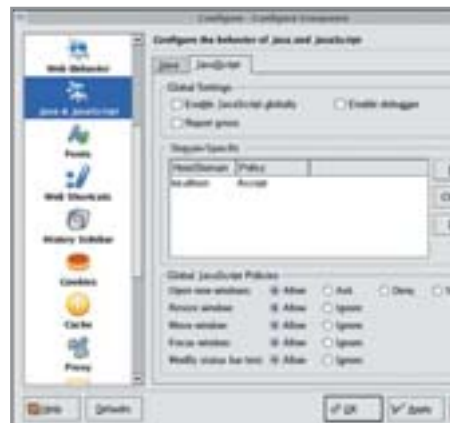 Configure - Configure Konqueror
Web Behavior
Java & JavaScript
Fonts
Web Shortcuts
History Sidebar
Cookies
Cache
Proxy
Configure the behavior of Java and JavaScript
Java JavaScript
Global Settings
Enable JavaScript globally Enable debugger
Report errors
Domain-Specific
Host/Domain Policy
localhost Accept
Global JavaScript Policies
Open new windows: Allow Ask Deny
Resize window: Allow Ignore
Move window: Allow Ignore
Focus window: Allow Ignore
Modify status bar text: Allow Ignore
Help Defaults OK Apply